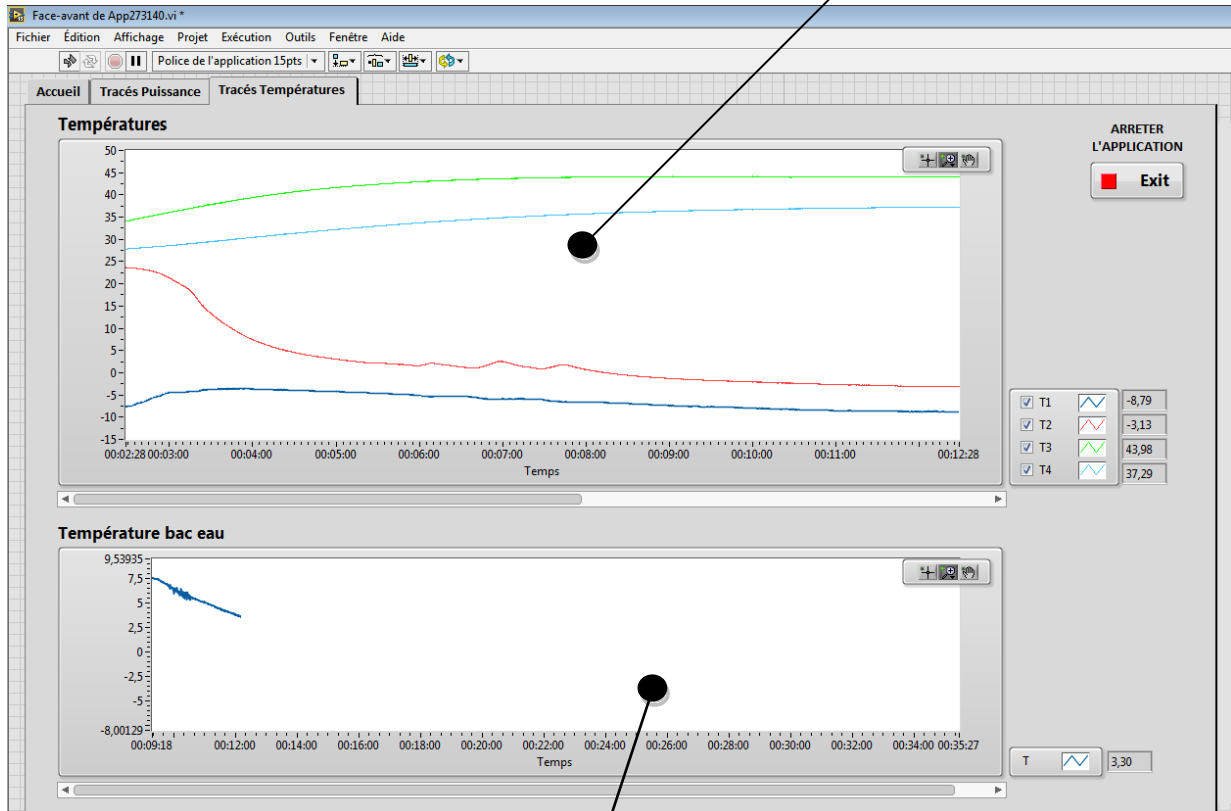 Face-avant de App273140.vi *
Fichier Édition Affichage Projet Exécution Outils Fenêtre Aide
Police de l'application 15pts
Accueil Tracés Puissance Tracés Températures
Températures
ARRETER
L'APPLICATION
Exit
50
45
40
35
30
25
20
15
10
5
0
-5
-10
-15
00:02:28 00:03:00 00:04:00 00:05:00 00:06:00 00:07:00 00:08:00 00:09:00 00:10:00 00:11:00 00:12:28
Temps
T1 -8,79
T2 -3,13
T3 43,98
T4 37,29
Température bac eau
9,53935
7,5
5
2,5
0
-2,5
-5
-8,00129
00:09:18 00:12:00 00:14:00 00:16:00 00:18:00 00:20:00 00:22:00 00:24:00 00:26:00 00:28:00 00:30:00 00:32:00 00:34:00 00:35:27
Temps
T 3,30